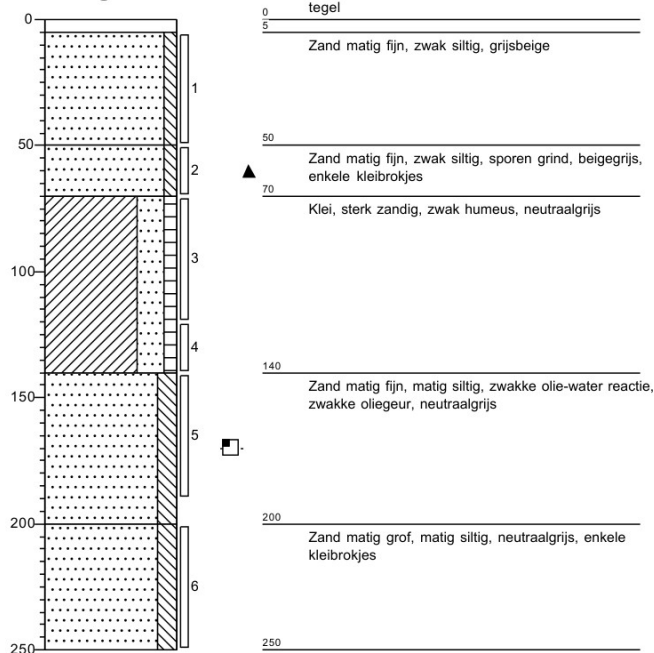 0
50
100
150
200
250
1
2
3
4
5
6
0
tegel
5
Zand matig fijn, zwak siltig, grijsbeige
50
Zand matig fijn, zwak siltig, sporen grind, beigegrijs,
enkele kleibrokjes
70
Klei, sterk zandig, zwak humeus, neutraalgrijs
140
Zand matig fijn, matig siltig, zwakke olie-water reactie,
zwakke oliegeur, neutraalgrijs
200
Zand matig grof, matig siltig, neutraalgrijs, enkele
kleibrokjes
250